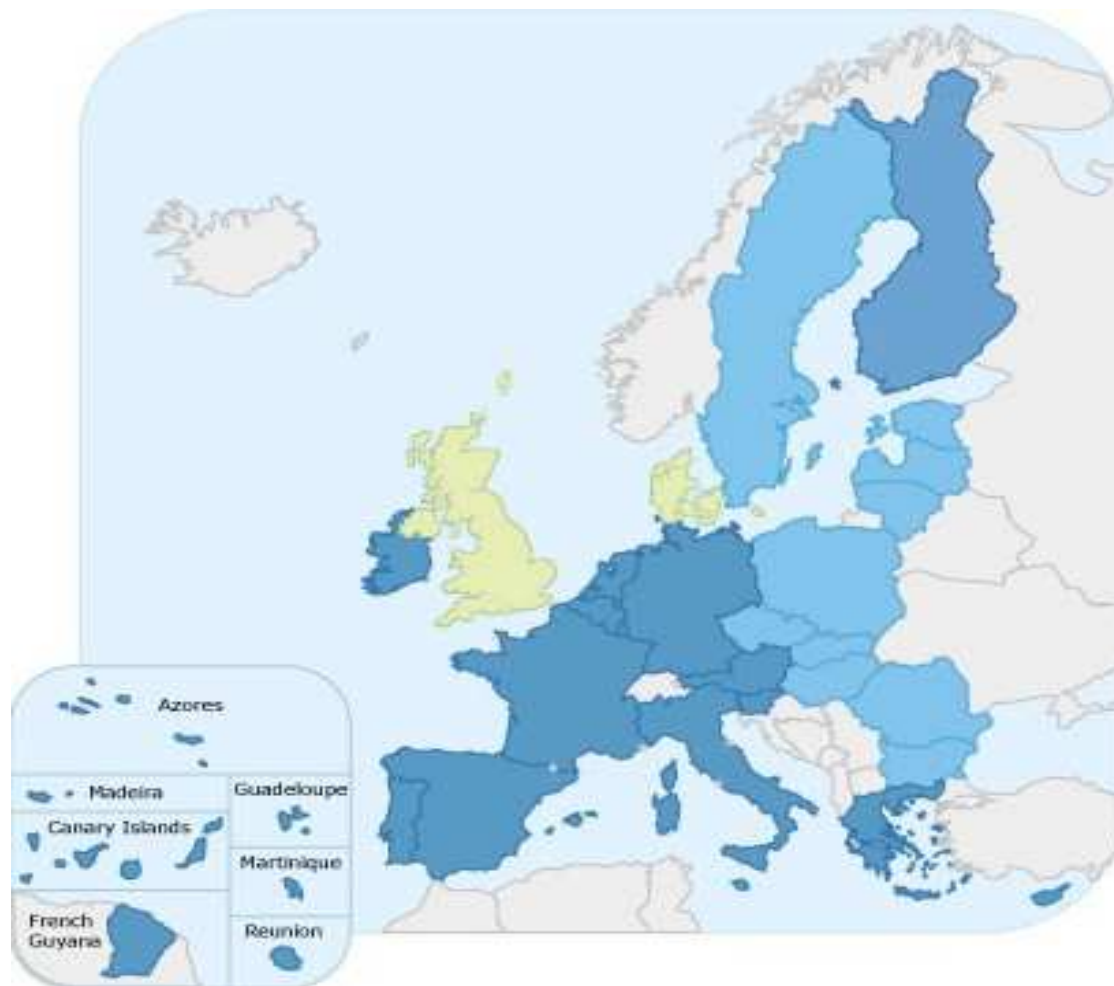 Azores
Madeira
Guadeloupe
Canary Islands
Martinique
French
Guyana
Reunion